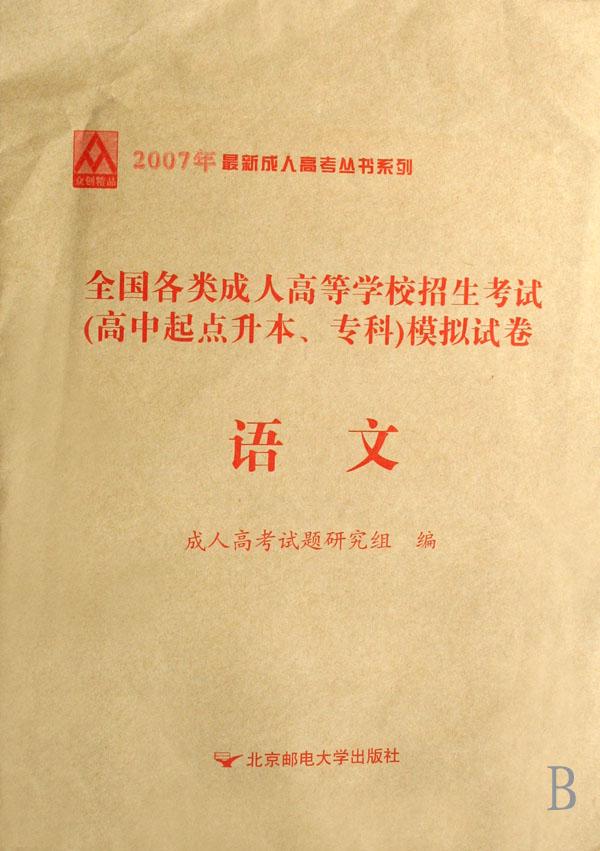 2007年最新成人高考丛书系列
众创精品
全国各类成人高等学校招生考试
(高中起点升本、专科)模拟试卷
语 文
成人高考试题研究组 编
北京邮电大学出版社
B